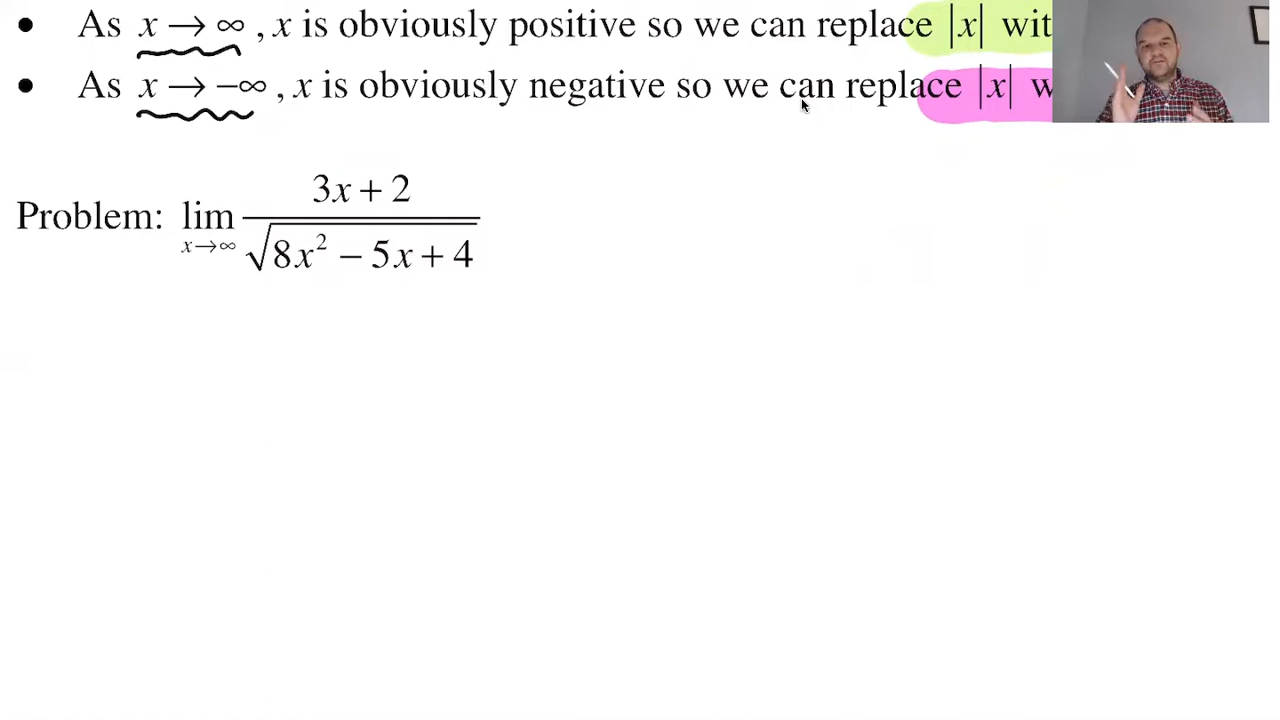 • As x → ∞, x is obviously positive so we can replace |x| wit
• As x → −∞, x is obviously negative so we can replace |x| w
Problem: lim x→∞ (3x + 2) / √(8x² − 5x + 4)